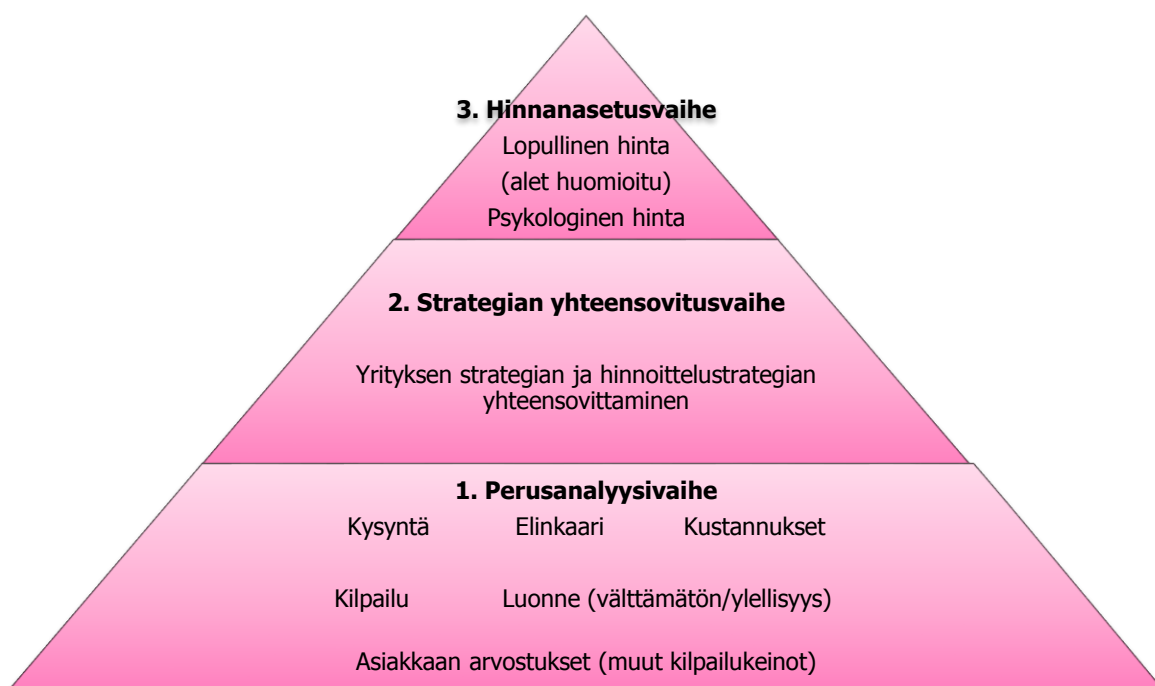 3. Hinnanasetusvaihe
Lopullinen hinta
(alet huomioitu)
Psykologinen hinta
2. Strategian yhteensovitusvaihe
Yrityksen strategian ja hinnoittelustrategian
yhteensovittaminen
1. Perusanalyysivaihe
Kysyntä Elinkaari Kustannukset
Kilpailu Luonne (välttämätön/ylellisyys)
Asiakkaan arvostukset (muut kilpailukeinot)